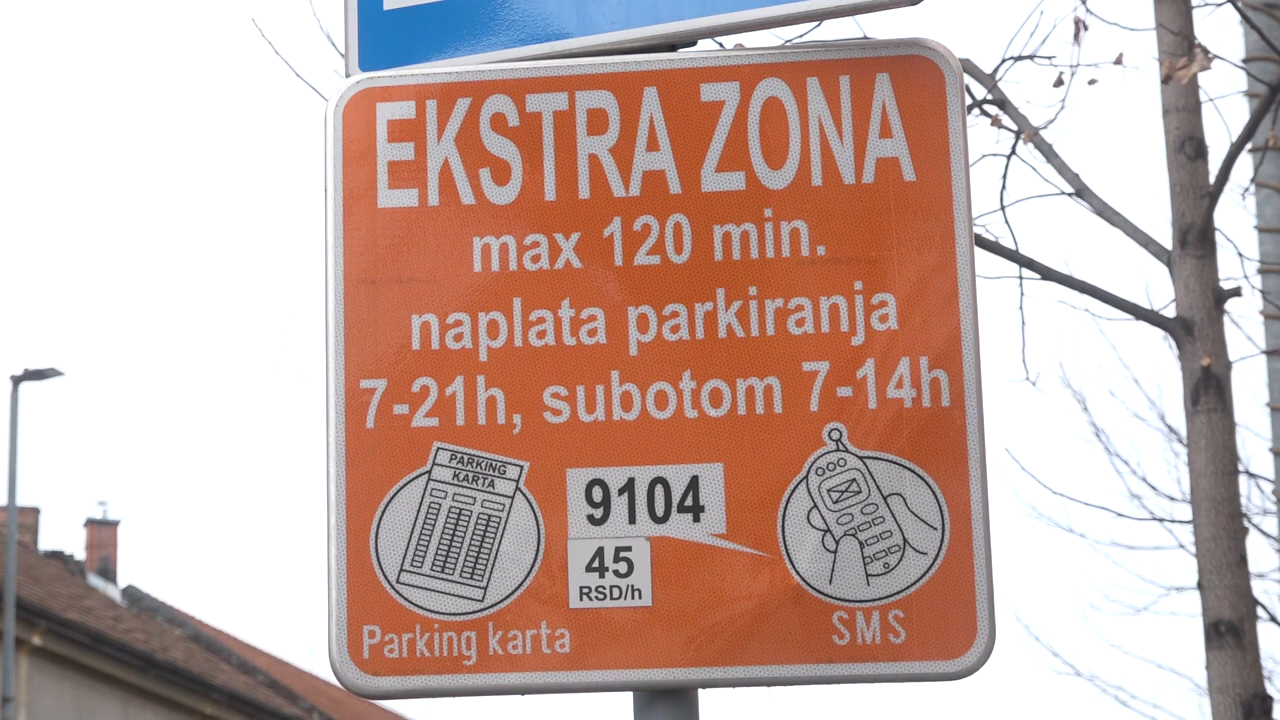 EKSTRA ZONA
max 120 min.
naplata parkiranja
7-21h, subotom 7-14h
PARKING
KARTA
9104
45
RSD/h
Parking karta
SMS